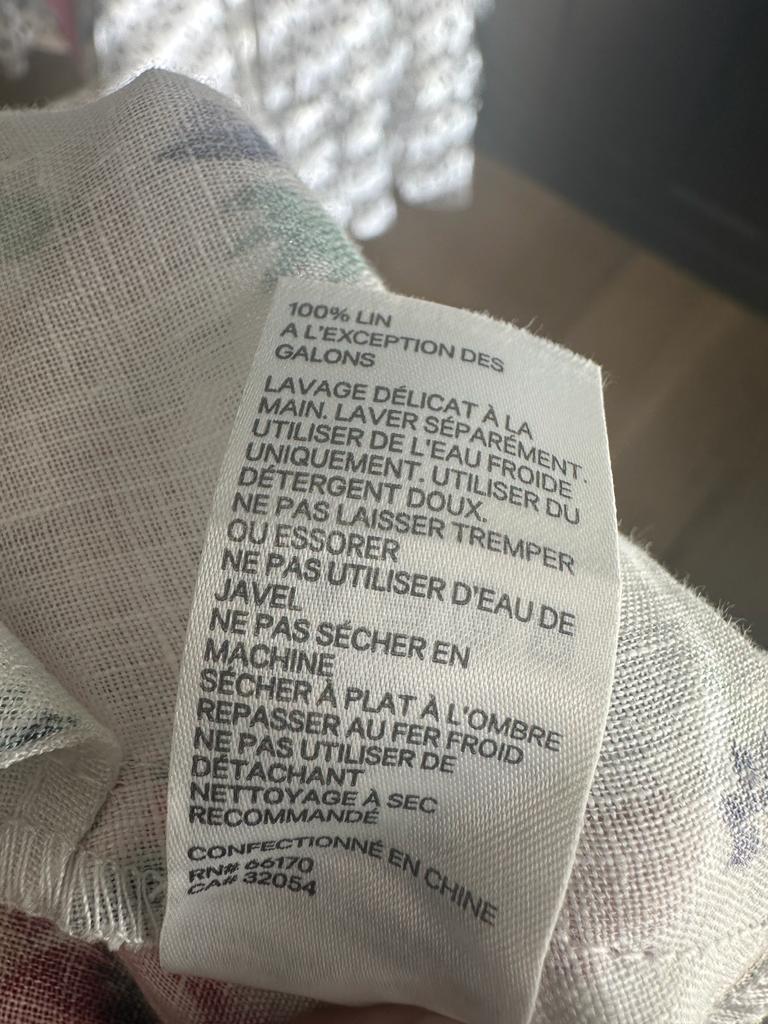 100% LIN
A L'EXCEPTION DES
GALONS
LAVAGE DÉLICAT À LA
MAIN. LAVER SÉPARÉMENT.
UTILISER DE L'EAU FROIDE
UNIQUEMENT. UTILISER DU
DÉTERGENT DOUX.
NE PAS LAISSER TREMPER
OU ESSORER
NE PAS UTILISER D'EAU DE
JAVEL
NE PAS SÉCHER EN
MACHINE
SÉCHER À PLAT À L'OMBRE
REPASSER AU FER FROID
NE PAS UTILISER DE
DÉTACHANT
NETTOYAGE À SEC
RECOMMANDÉ
CONFECTIONNÉ EN CHINE
RN# 66170
CA# 32054